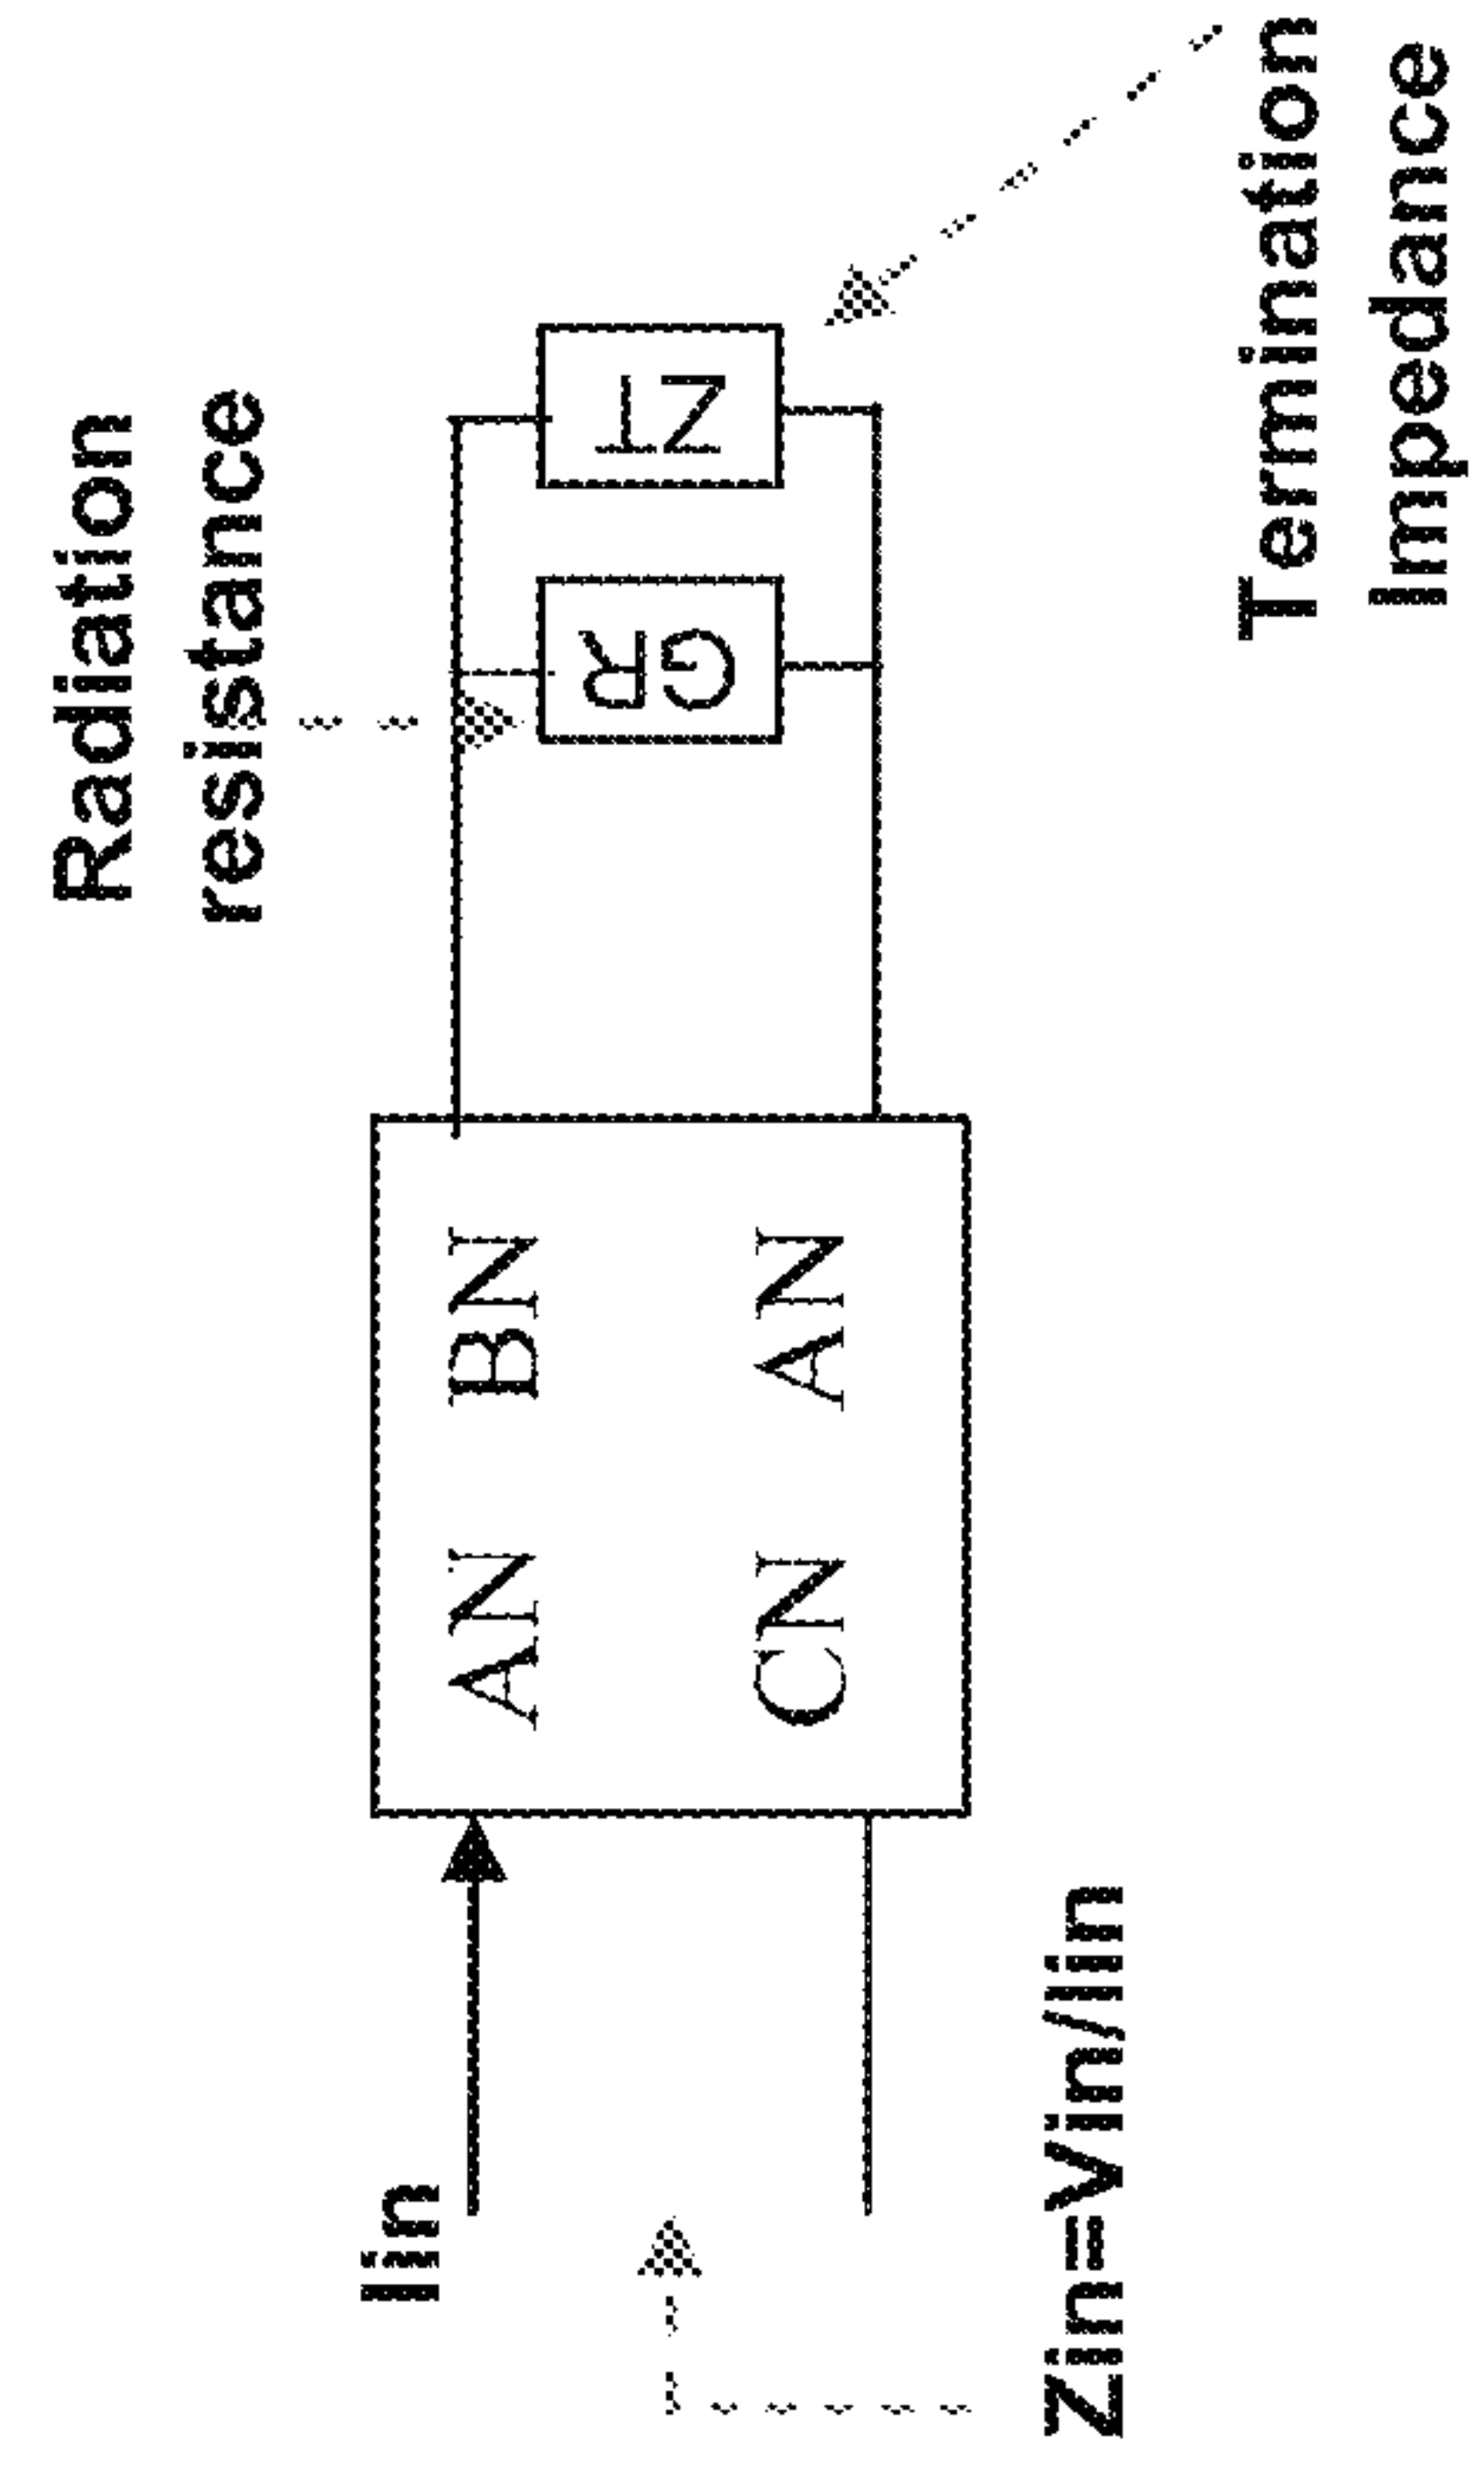 Radiation
resistance
Iin
AN BN
CN AN
GR
ZT
Zin=Vin/Iin
Termination
impedance